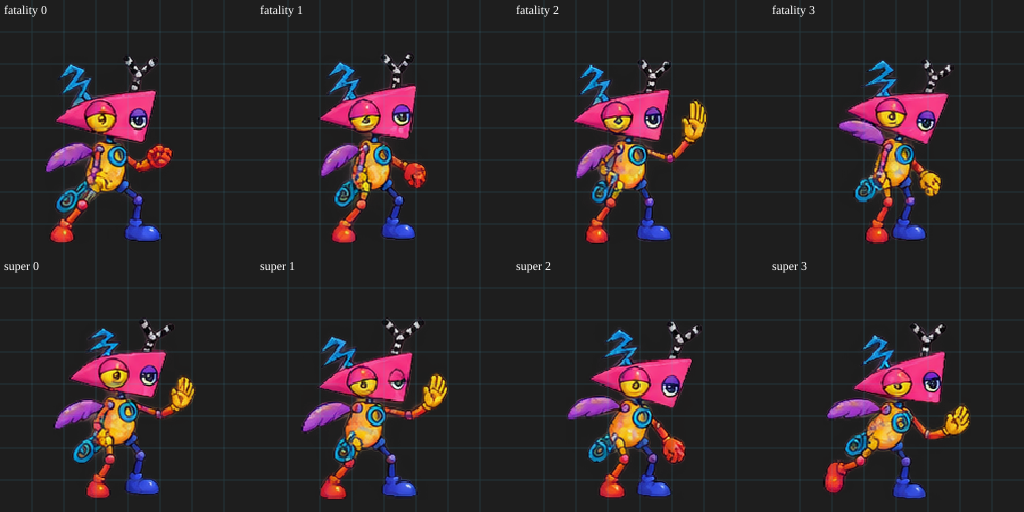 fatality 0
fatality 1
fatality 2
fatality 3
super 0
super 1
super 2
super 3